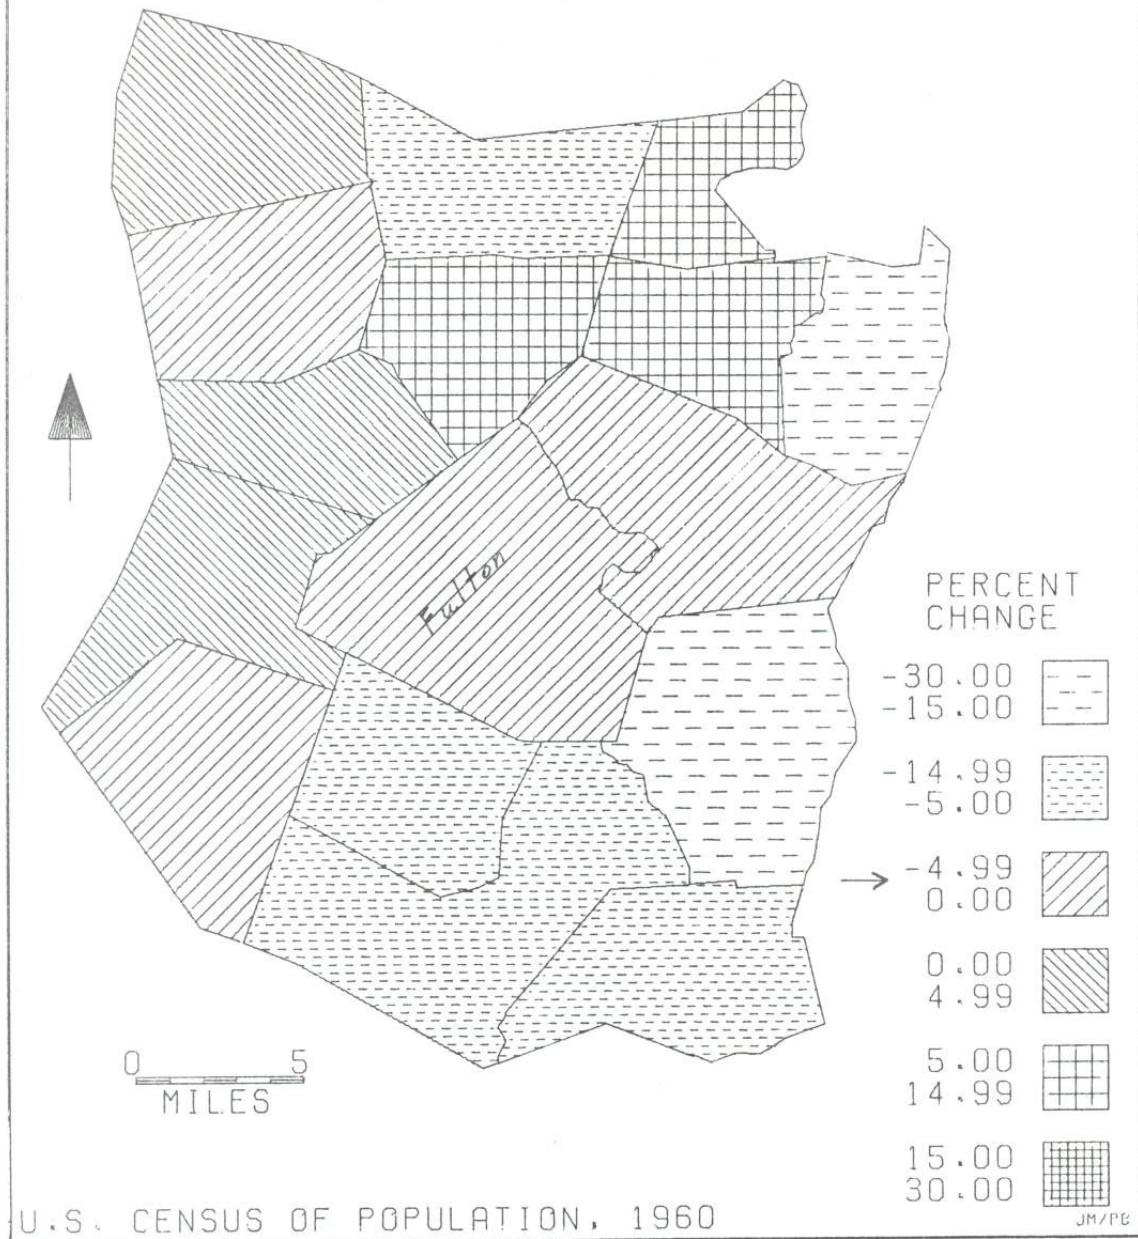 Fulton
PERCENT
CHANGE
-30.00
-15.00
-14.99
-5.00
-4.99
0.00
0.00
4.99
5.00
14.99
15.00
30.00
0 5
MILES
U.S. CENSUS OF POPULATION, 1960
JM/PB